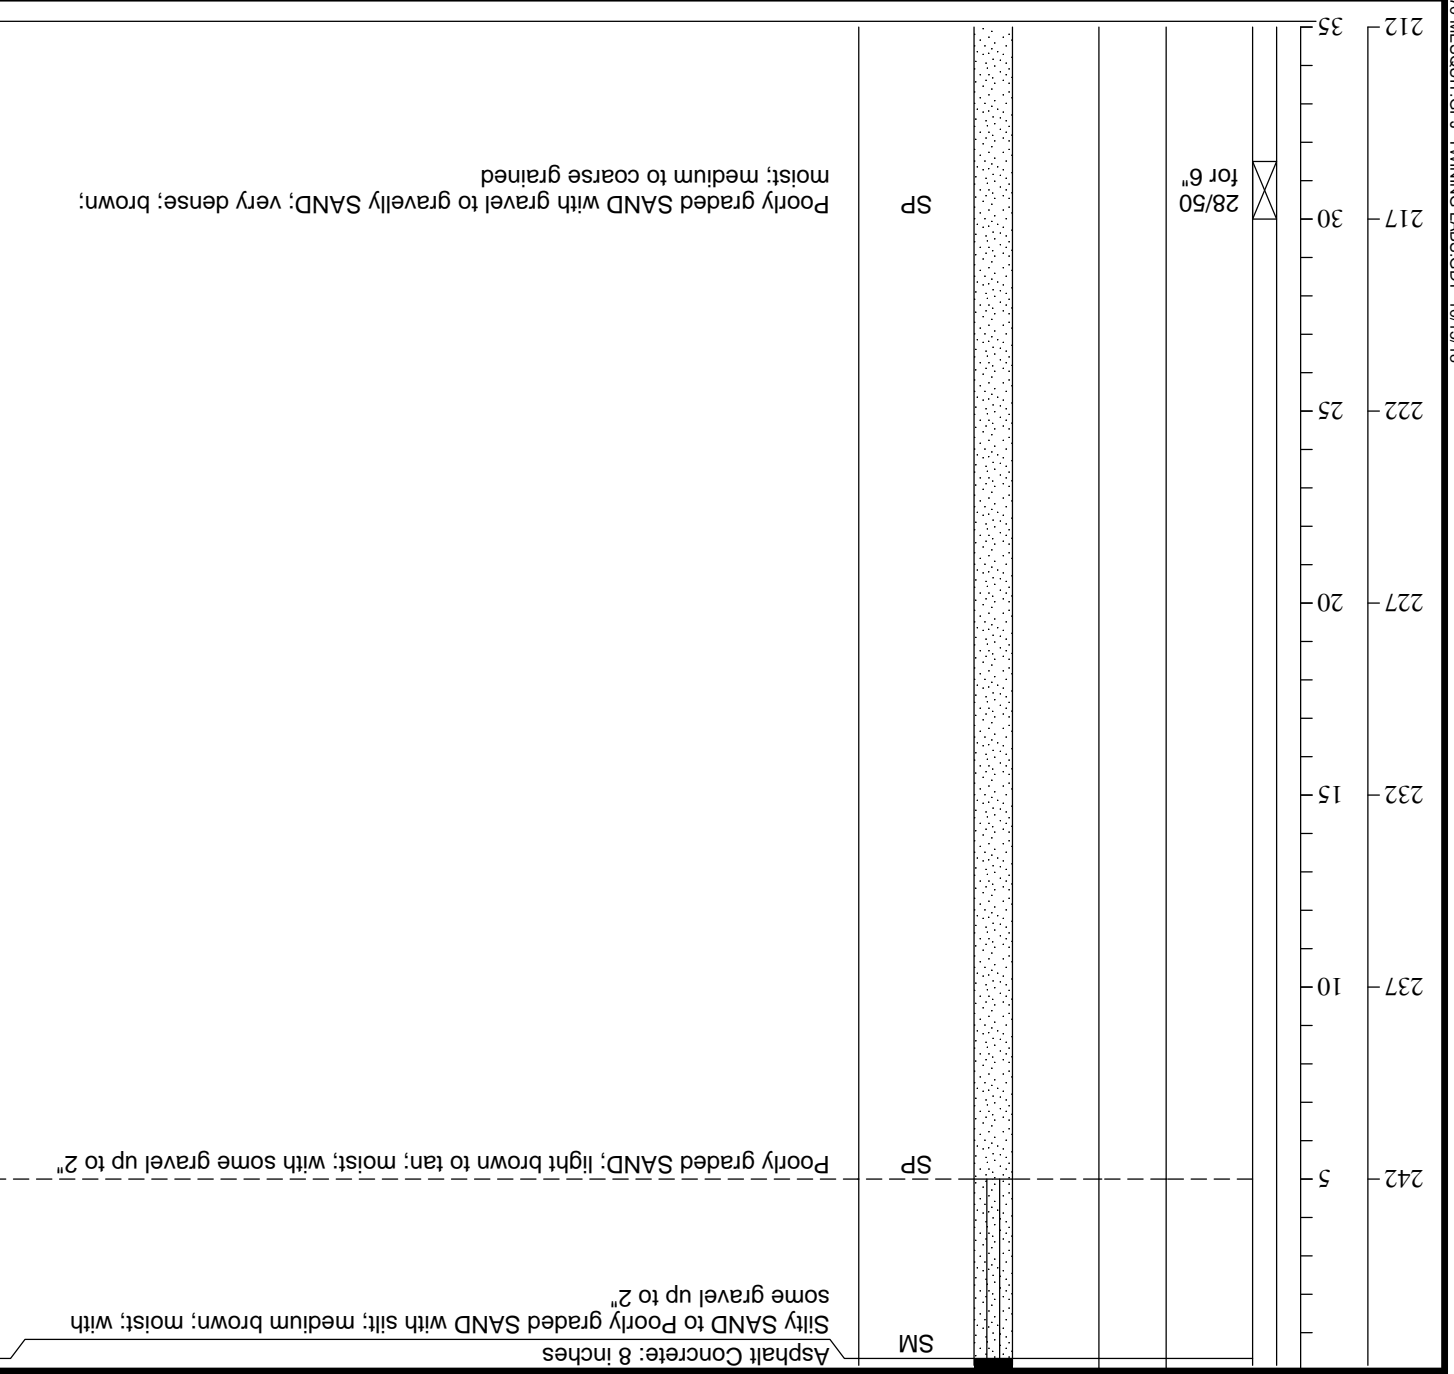 Asphalt Concrete: 8 inches
SM
Silty SAND to Poorly graded SAND with silt; medium brown; moist; with
some gravel up to 2"
242
5
SP
Poorly graded SAND; light brown to tan; moist; with some gravel up to 2"
237
10
232
15
227
20
222
25
217
30
28/50
for 6"
SP
Poorly graded SAND with gravel to gravelly SAND; very dense; brown;
moist; medium to coarse grained
212
35